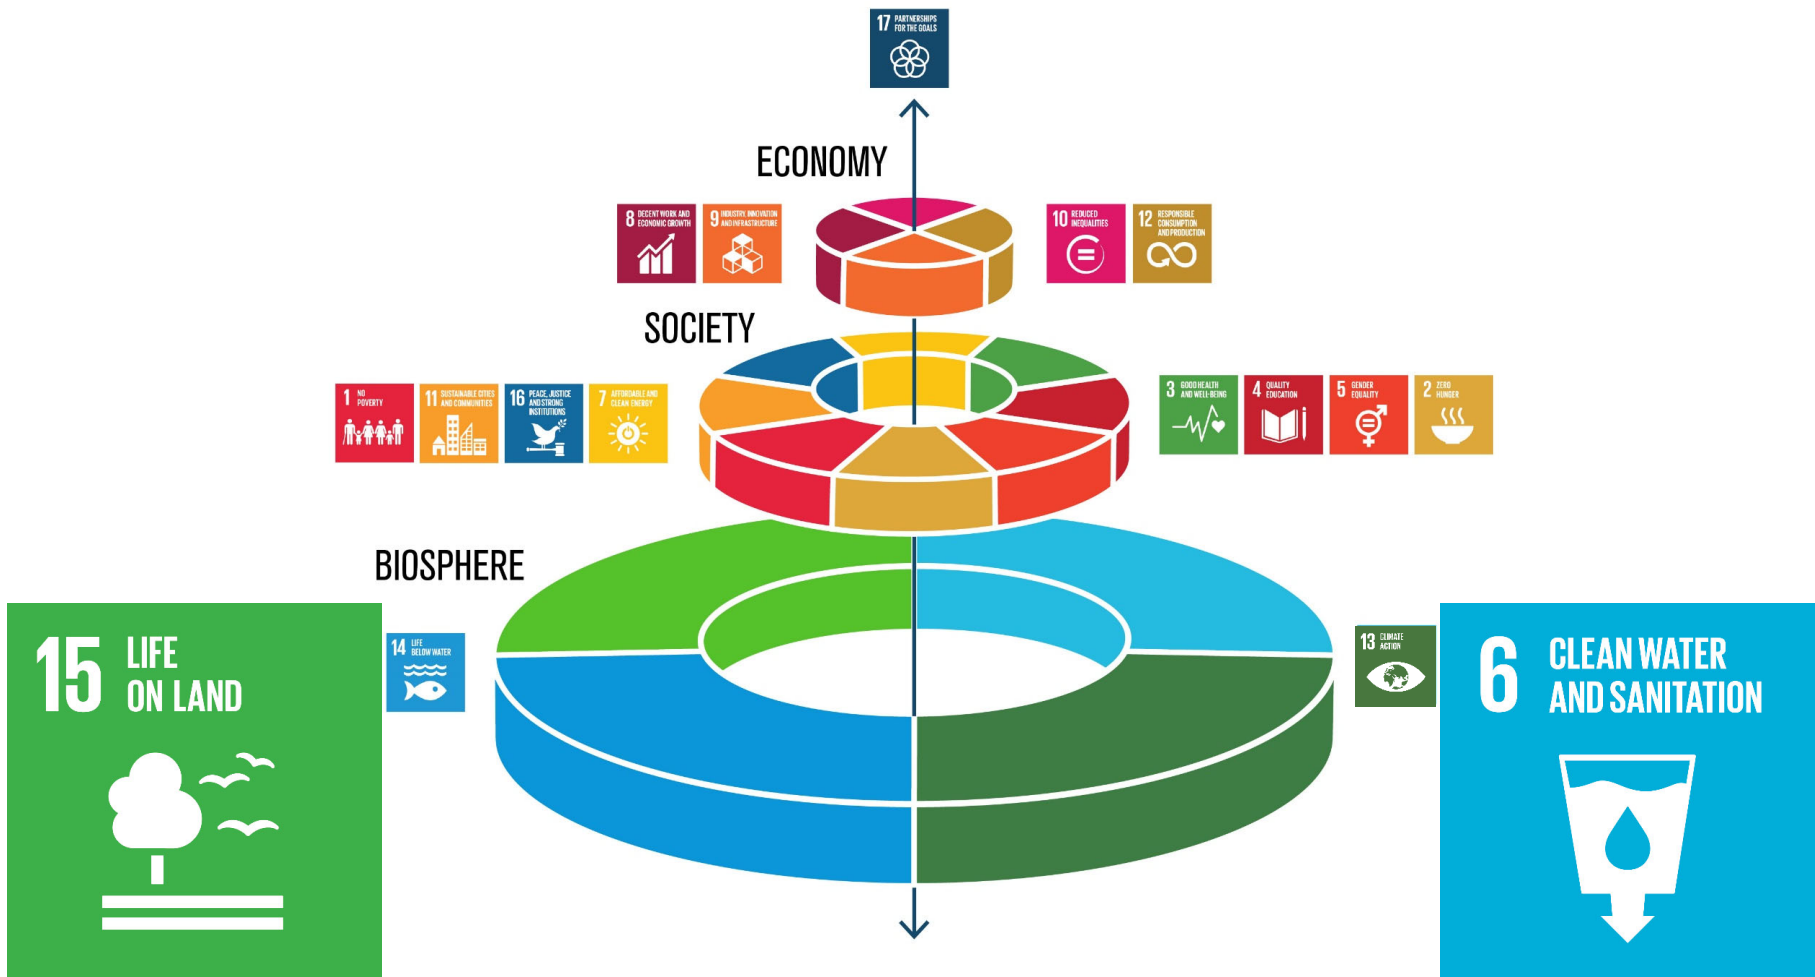 17 PARTNERSHIPS
FOR THE GOALS
ECONOMY
8 DECENT WORK AND
ECONOMIC GROWTH
9 INDUSTRY, INNOVATION
AND INFRASTRUCTURE
10 REDUCED
INEQUALITIES
12 RESPONSIBLE
CONSUMPTION
AND PRODUCTION
SOCIETY
1 NO
POVERTY
11 SUSTAINABLE CITIES
AND COMMUNITIES
16 PEACE, JUSTICE
AND STRONG
INSTITUTIONS
7 AFFORDABLE AND
CLEAN ENERGY
3 GOOD HEALTH
AND WELL-BEING
4 QUALITY
EDUCATION
5 GENDER
EQUALITY
2 ZERO
HUNGER
BIOSPHERE
15 LIFE
ON LAND
14 LIFE
BELOW WATER
13 CLIMATE
ACTION
6 CLEAN WATER
AND SANITATION